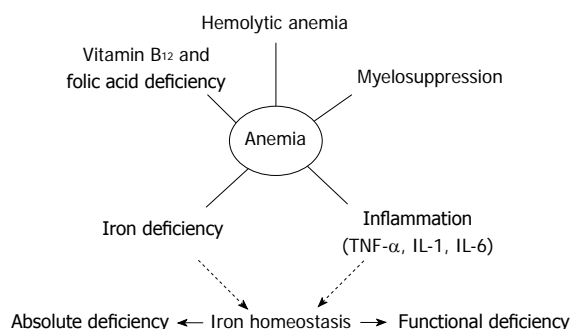 Hemolytic anemia
Vitamin B₁₂ and
folic acid deficiency
Myelosuppression
Anemia
Iron deficiency
Inflammation
(TNF-α, IL-1, IL-6)
Absolute deficiency
Iron homeostasis
Functional deficiency